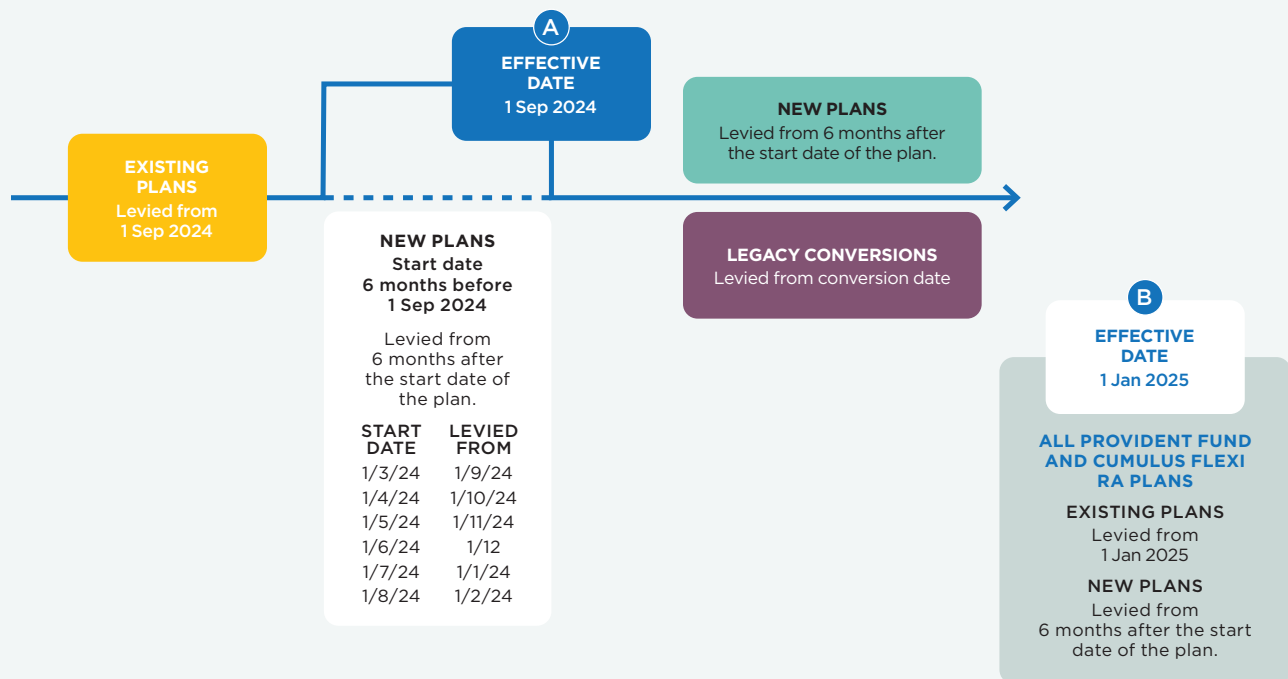 A
EFFECTIVE
DATE
1 Sep 2024
EXISTING
PLANS
Levied from
1 Sep 2024
NEW PLANS
Levied from 6 months after
the start date of the plan.
NEW PLANS
Start date
6 months before
1 Sep 2024
Levied from
6 months after
the start date of
the plan.
START DATE LEVIED FROM
1/3/24 1/9/24
1/4/24 1/10/24
1/5/24 1/11/24
1/6/24 1/12
1/7/24 1/1/24
1/8/24 1/2/24
LEGACY CONVERSIONS
Levied from conversion date
B
EFFECTIVE
DATE
1 Jan 2025
ALL PROVIDENT FUND
AND CUMULUS FLEXI
RA PLANS
EXISTING PLANS
Levied from
1 Jan 2025
NEW PLANS
Levied from
6 months after the start
date of the plan.